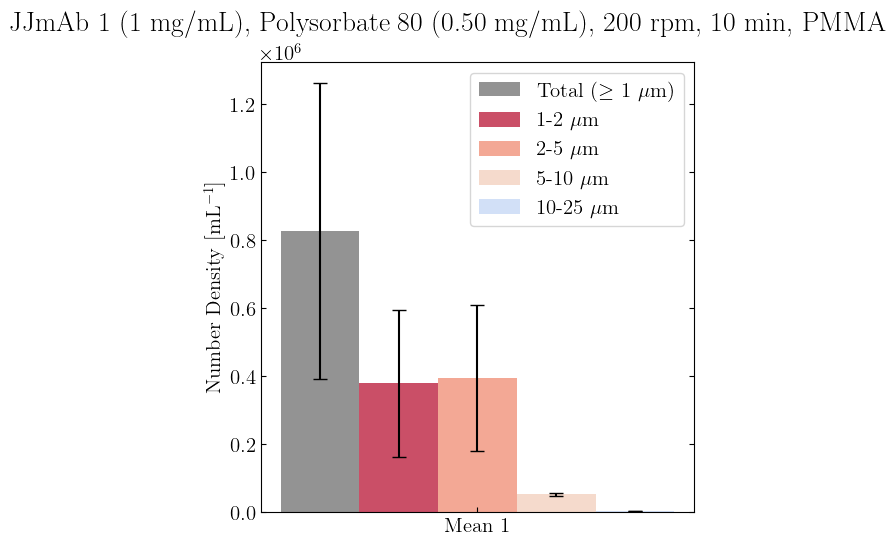 JJmAb 1 (1 mg/mL), Polysorbate 80 (0.50 mg/mL), 200 rpm, 10 min, PMMA
×10⁶
Total (≥ 1 μm)
1-2 μm
2-5 μm
5-10 μm
10-25 μm
1.2
1.0
0.8
0.6
0.4
0.2
0.0
Number Density [mL⁻¹]
Mean 1